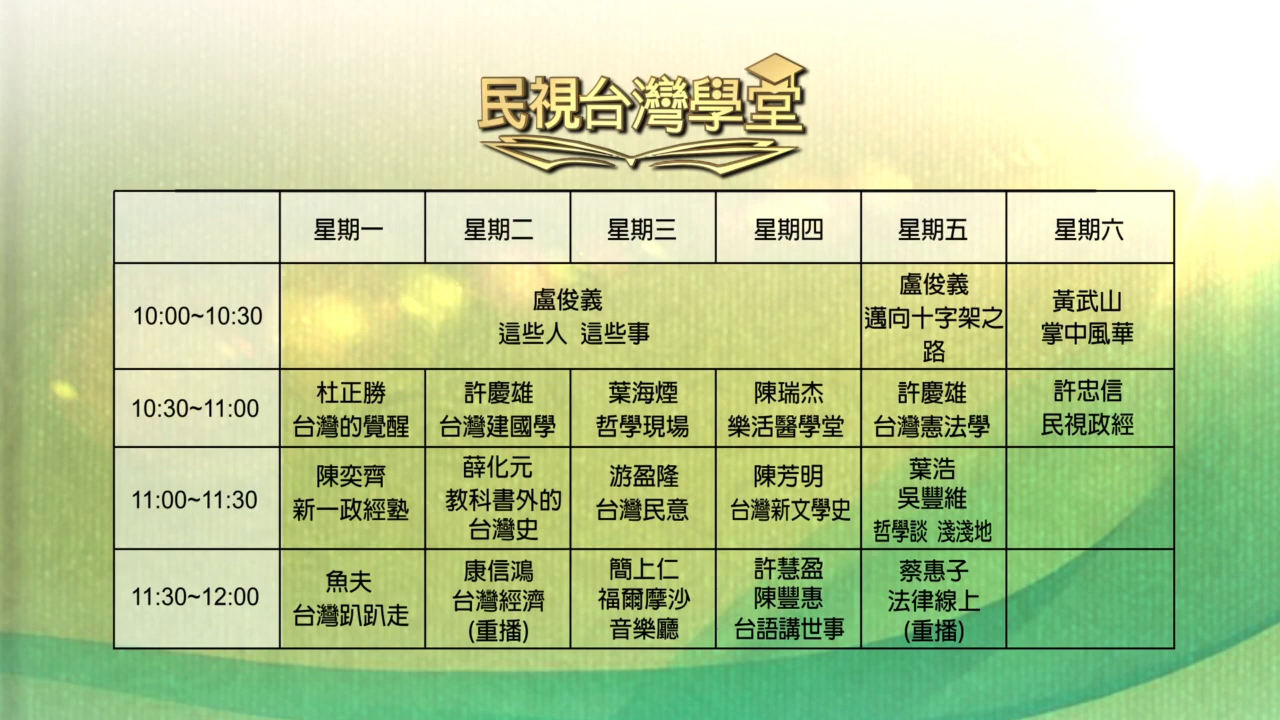 民視台灣學堂
星期一 星期二 星期三 星期四 星期五 星期六
10:00~10:30
盧俊義
這些人 這些事
盧俊義
邁向十字架之
路
黃武山
掌中風華
10:30~11:00
杜正勝
台灣的覺醒
許慶雄
台灣建國學
葉海煙
哲學現場
陳瑞杰
樂活醫學堂
許慶雄
台灣憲法學
許忠信
民視政經
11:00~11:30
陳奕齊
新一政經塾
薛化元
教科書外的
台灣史
游盈隆
台灣民意
陳芳明
台灣新文學史
葉浩
吳豐維
哲學談 淺淺地
11:30~12:00
魚夫
台灣趴趴走
康信鴻
台灣經濟
(重播)
簡上仁
福爾摩沙
音樂廳
許慧盈
陳豐惠
台語講世事
蔡惠子
法律線上
(重播)